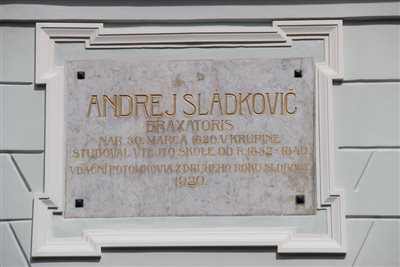 ANDREJ SLÁDKOVIČ
BRAXATORIS
NAR. 30. MARCA 1820. V KRUPINE
ŠTUDOVAL V TEJTO ŠKOLE OD R. 1832 - 1840
VĎAČNÍ POTOMKOVIA Z DRUHÉHO ROKU SLOBODY
1920.